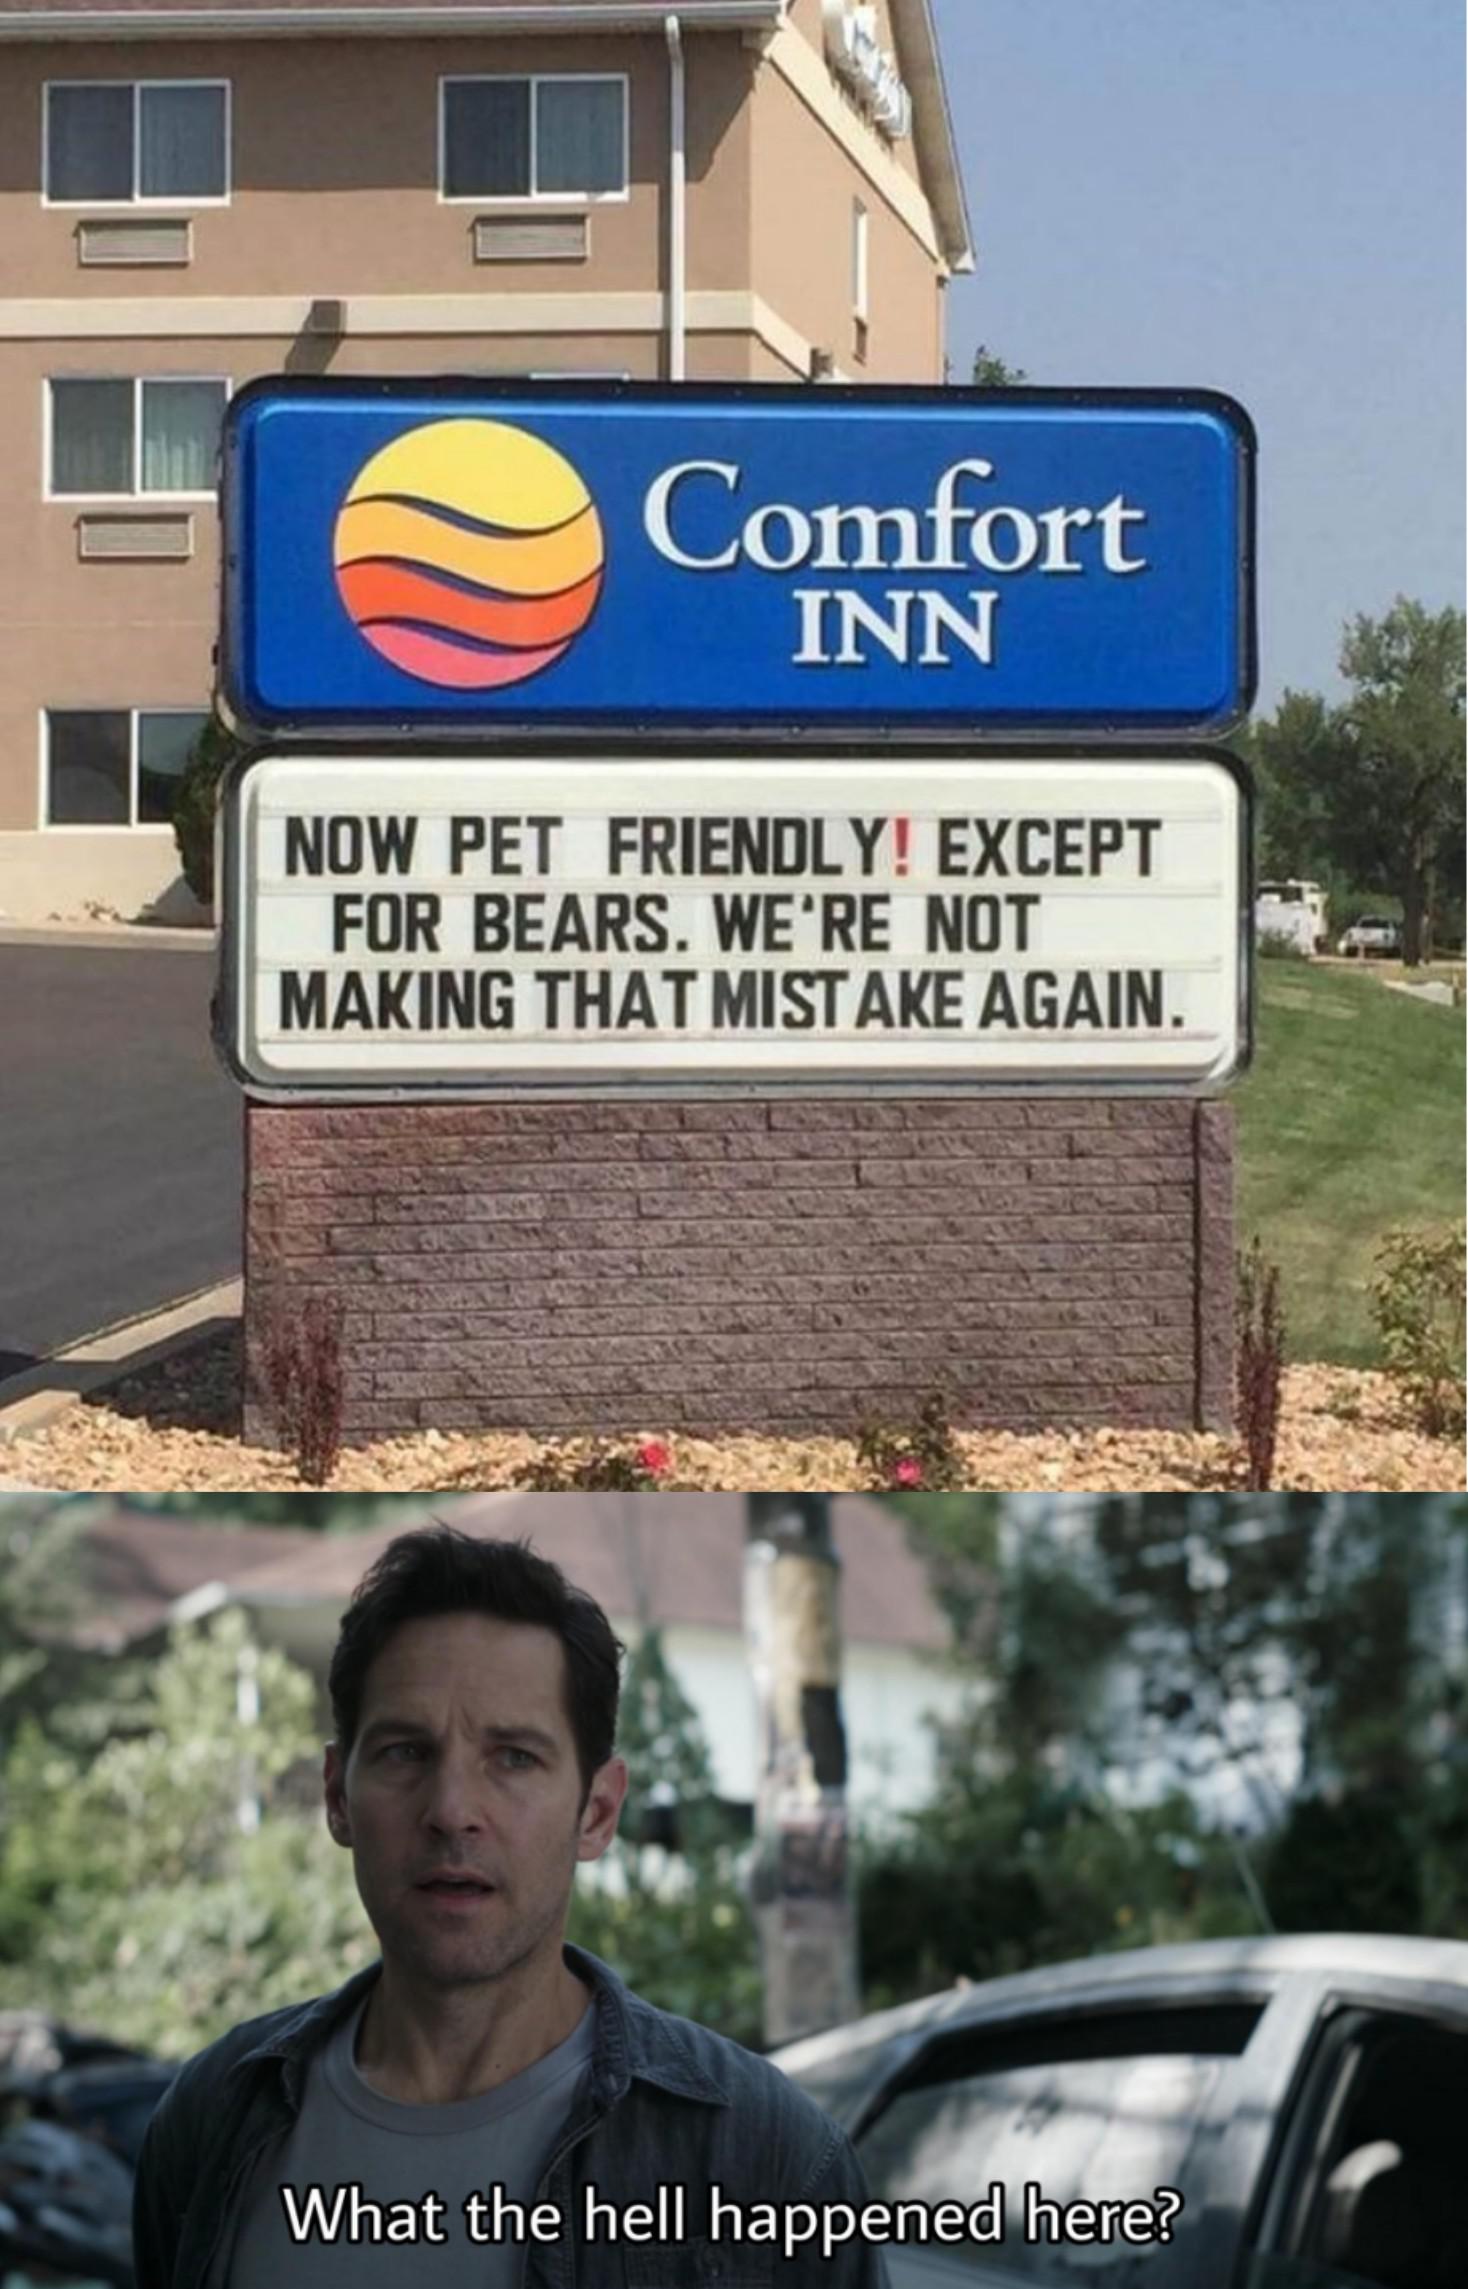 Comfort
INN
NOW PET FRIENDLY! EXCEPT
FOR BEARS. WE'RE NOT
MAKING THAT MISTAKE AGAIN.
What the hell happened here?